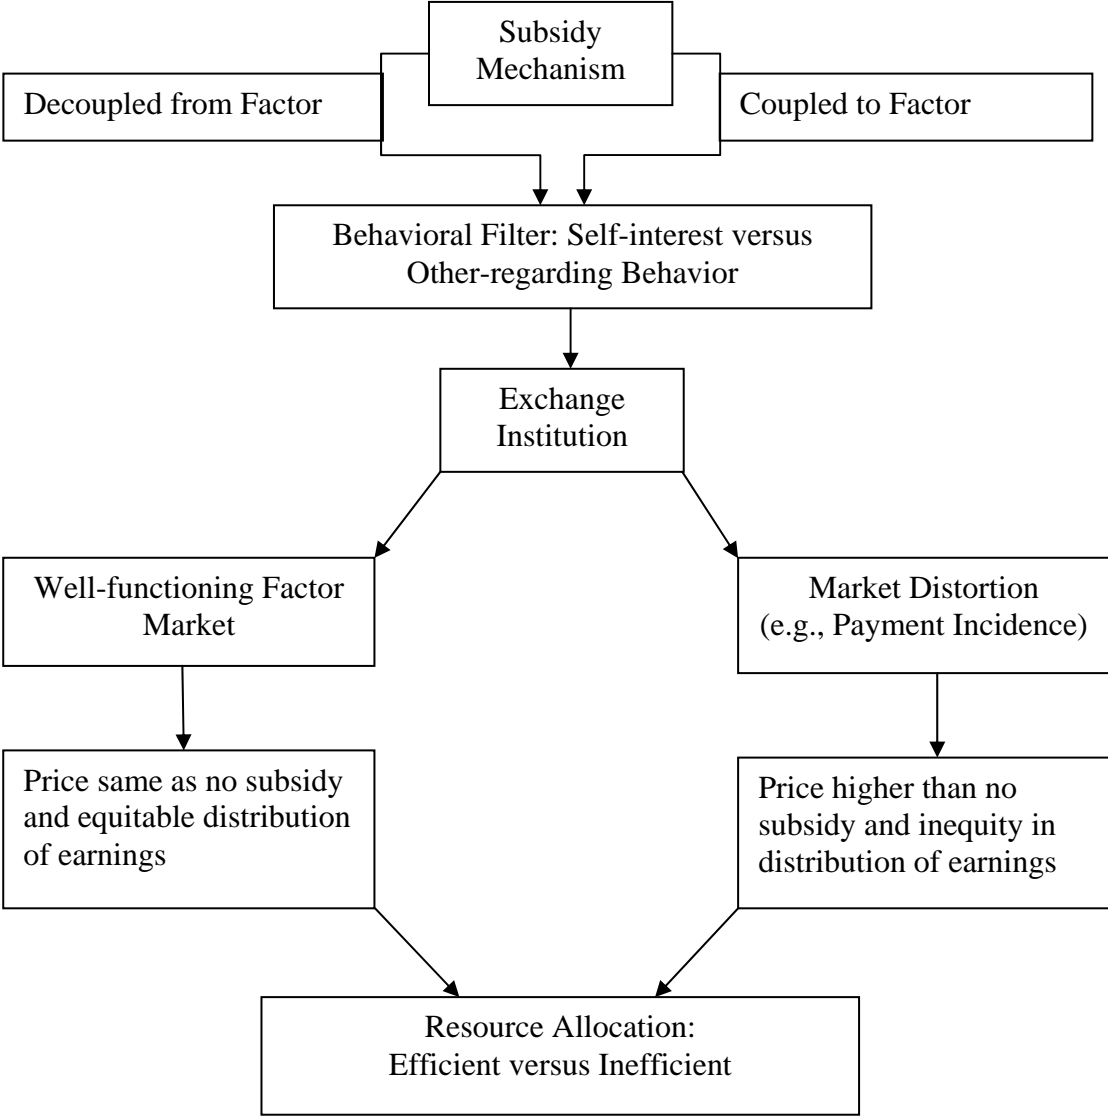 Subsidy
Mechanism
Decoupled from Factor
Coupled to Factor
Behavioral Filter: Self-interest versus
Other-regarding Behavior
Exchange
Institution
Well-functioning Factor
Market
Market Distortion
(e.g., Payment Incidence)
Price same as no subsidy
and equitable distribution
of earnings
Price higher than no
subsidy and inequity in
distribution of earnings
Resource Allocation:
Efficient versus Inefficient